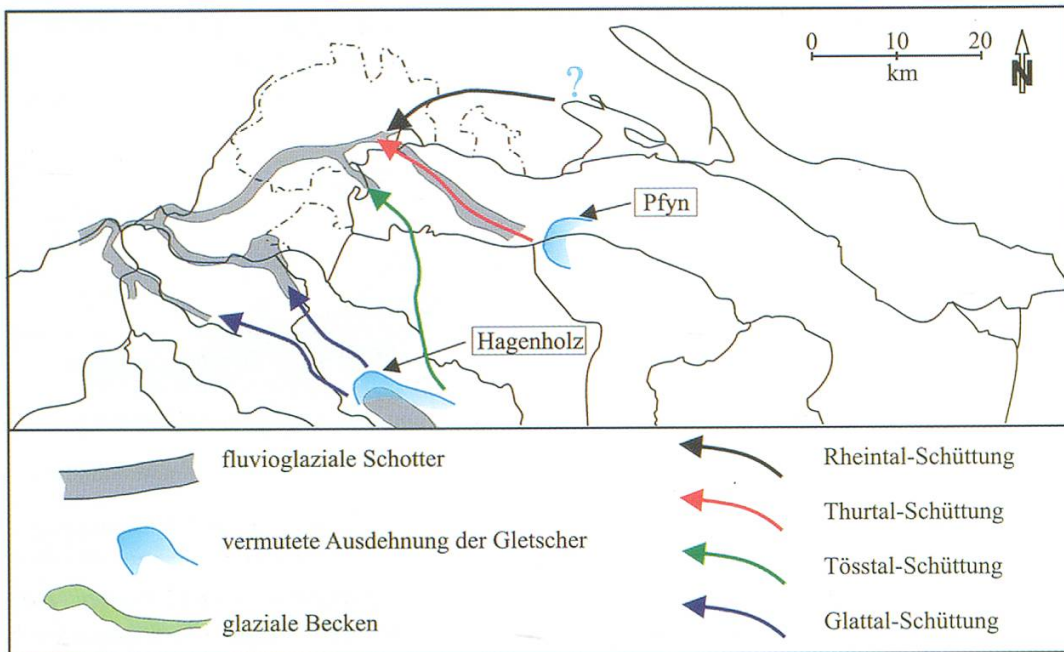 0 10 20
km
N
?
Pfyn
Hagenholz
fluvioglaziale Schotter
vermutete Ausdehnung der Gletscher
glaziale Becken
Rheintal-Schüttung
Thurtal-Schüttung
Tösstal-Schüttung
Glattal-Schüttung